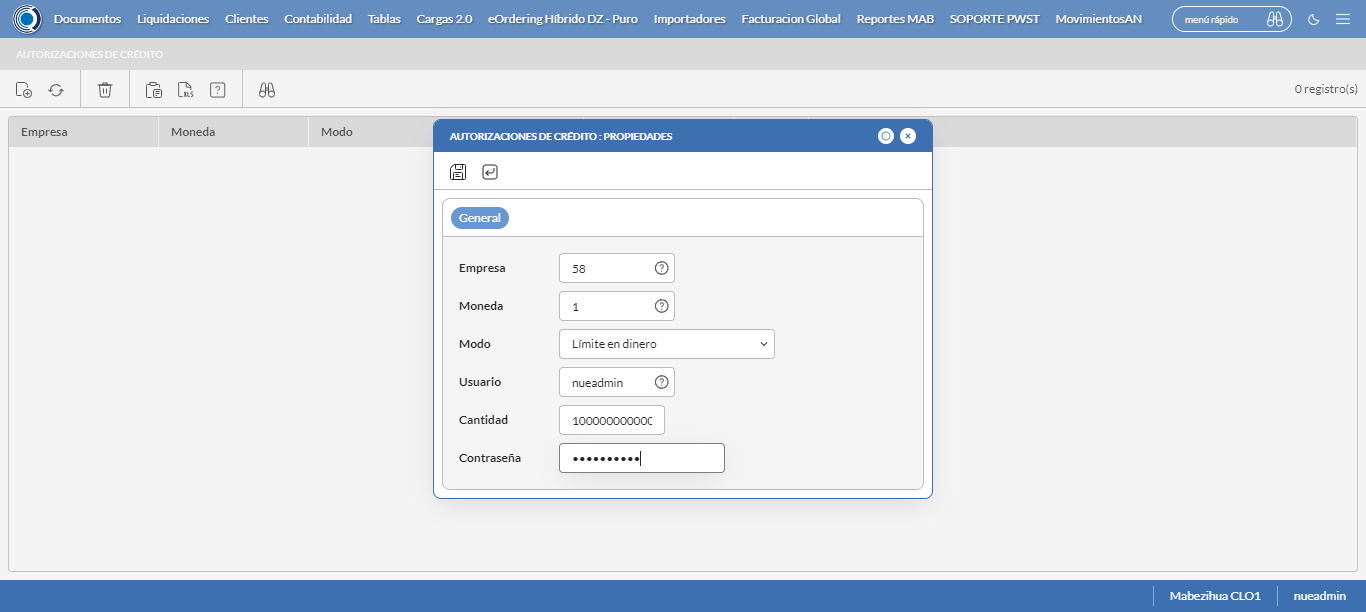 Documentos Liquidaciones Clientes Contabilidad Tablas Cargas 2.0 eOrdering Híbrido DZ - Puro Importadores Facturacion Global Reportes MAB SOPORTE PWST MovimientosAN menú rápido
AUTORIZACIONES DE CRÉDITO
XLS ? 0 registro(s)
Empresa Moneda Modo
AUTORIZACIONES DE CRÉDITO : PROPIEDADES
General
Empresa 58 ?
Moneda 1 ?
Modo Límite en dinero
Usuario nueadmin ?
Cantidad
Contraseña ••••••••••
Mabezihua CLO1 nueadmin